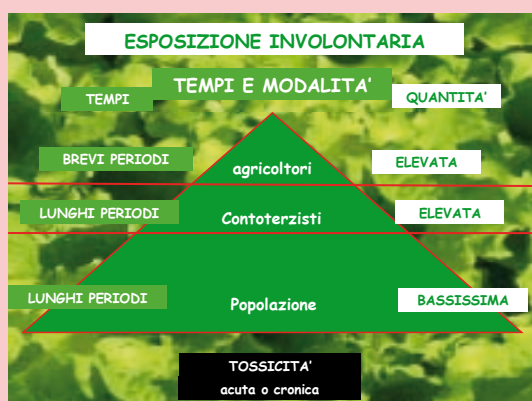 ESPOSIZIONE INVOLONTARIA
TEMPI E MODALITA'
TEMPI
QUANTITA'
BREVI PERIODI
agricoltori
ELEVATA
LUNGHI PERIODI
Contoterzisti
ELEVATA
LUNGHI PERIODI
Popolazione
BASSISSIMA
TOSSICITA'
acuta o cronica